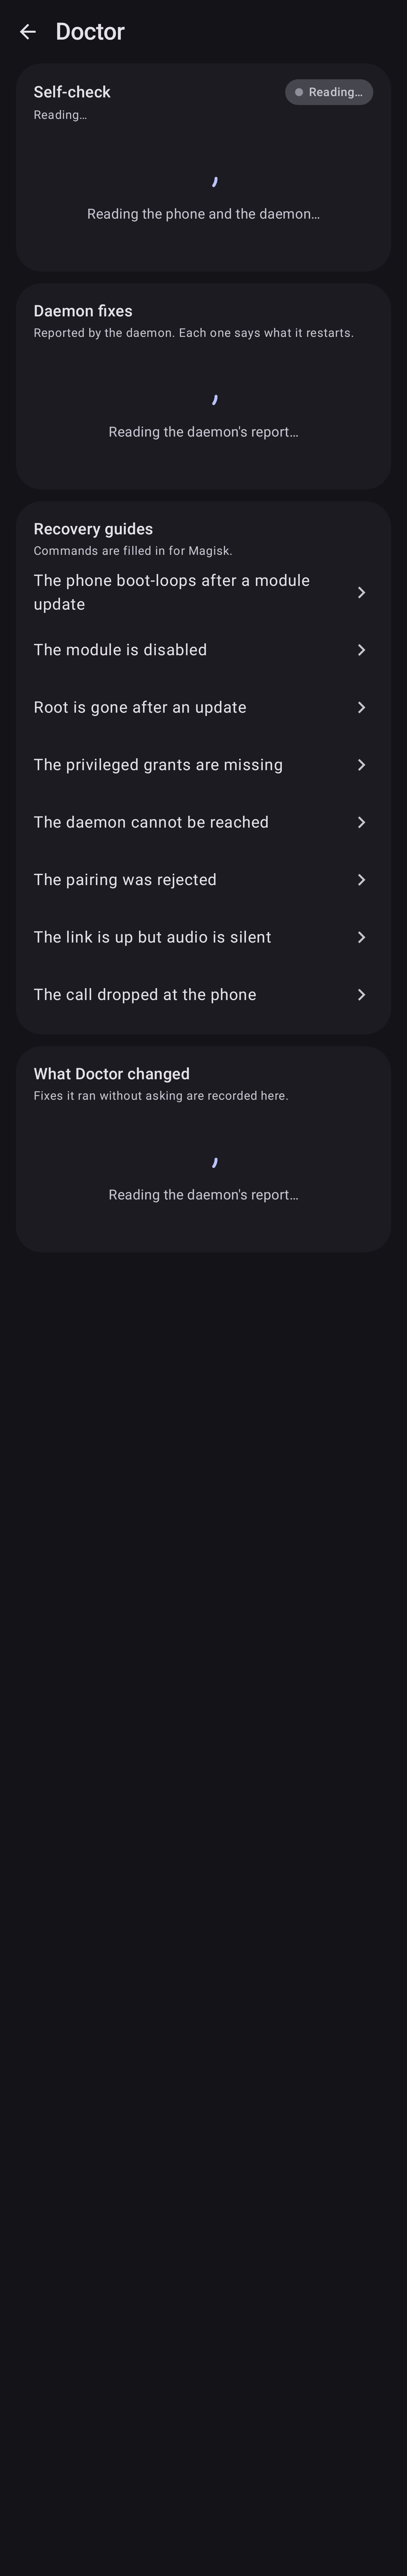 Doctor
Self-check
Reading…
Reading…
Reading the phone and the daemon…
Daemon fixes
Reported by the daemon. Each one says what it restarts.
Reading the daemon's report…
Recovery guides
Commands are filled in for Magisk.
The phone boot-loops after a module
update
The module is disabled
Root is gone after an update
The privileged grants are missing
The daemon cannot be reached
The pairing was rejected
The link is up but audio is silent
The call dropped at the phone
What Doctor changed
Fixes it ran without asking are recorded here.
Reading the daemon's report…